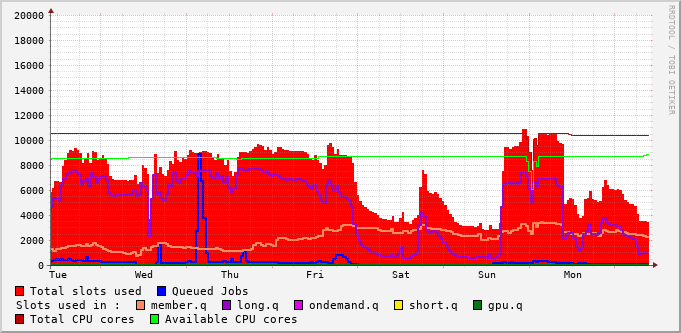 20000
18000
16000
14000
12000
10000
8000
6000
4000
2000
0
Tue Wed Thu Fri Sat Sun Mon
Total slots used Queued Jobs
Slots used in : member.q long.q ondemand.q short.q gpu.q
Total CPU cores Available CPU cores
RRDTOOL / TOBI OETIKER